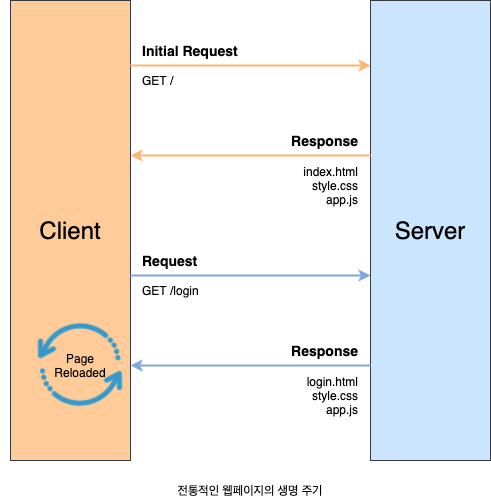 Client
Server
Initial Request
GET /
Response
index.html
style.css
app.js
Request
GET /login
Response
login.html
style.css
app.js
Page
Reloaded
전통적인 웹페이지의 생명 주기